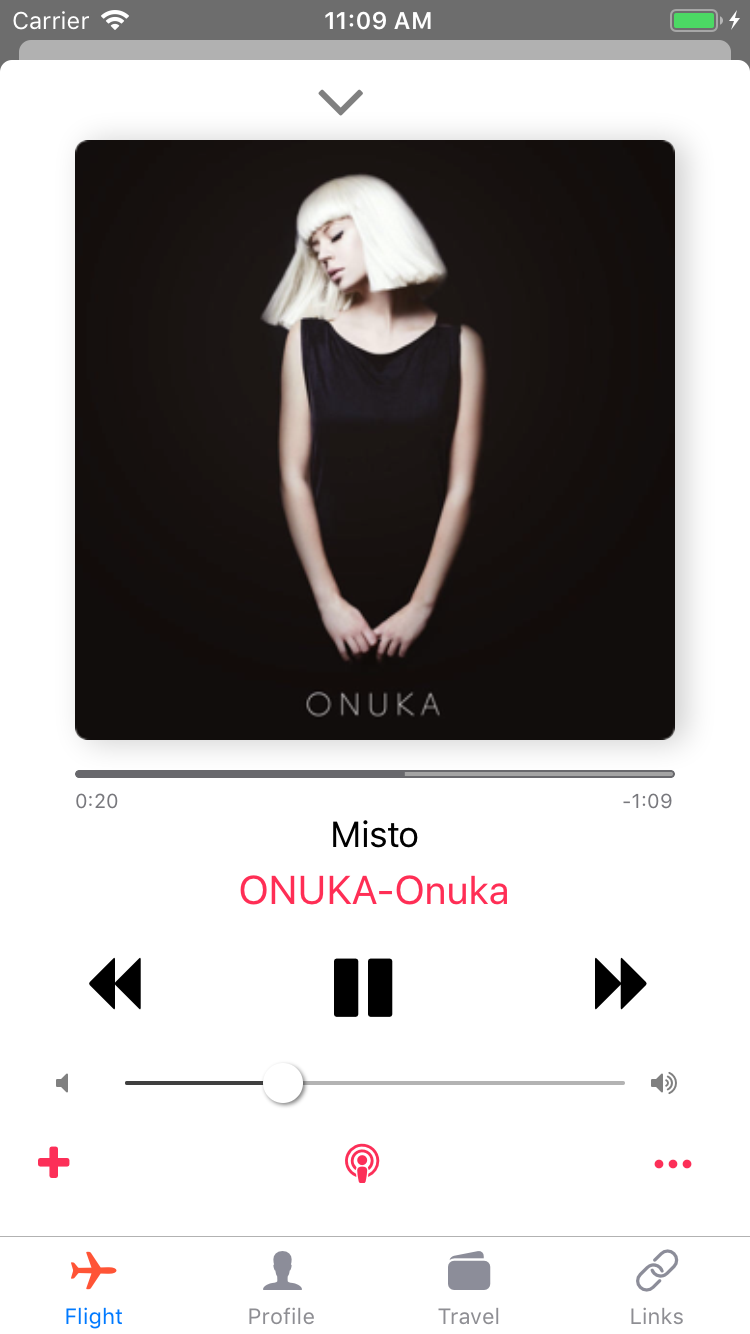 Carrier 11:09 AM
ONUKA
0:20 -1:09
Misto
ONUKA-Onuka
Flight Profile Travel Links